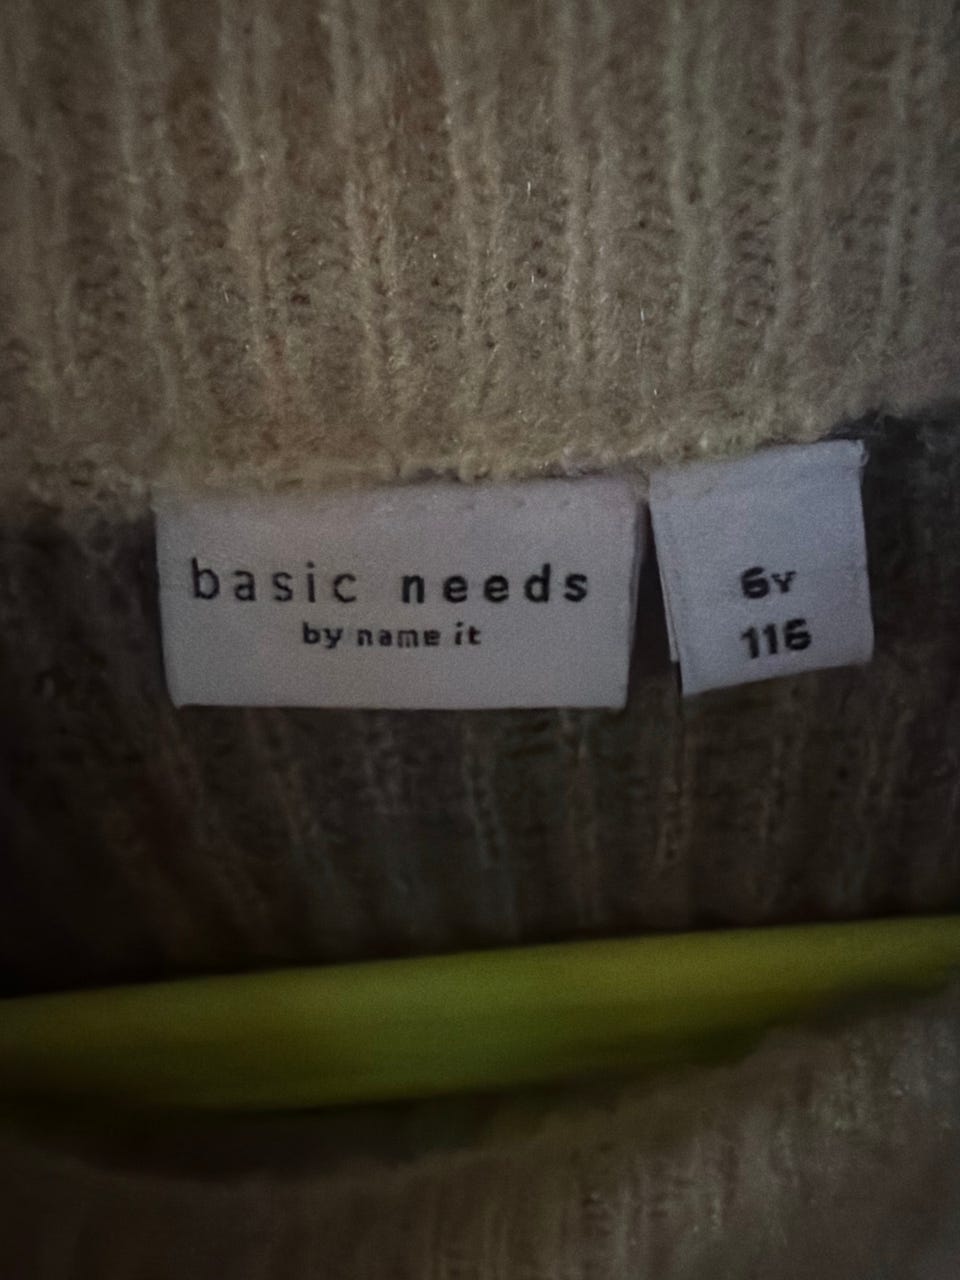 basic needs
by name it
6Y
116